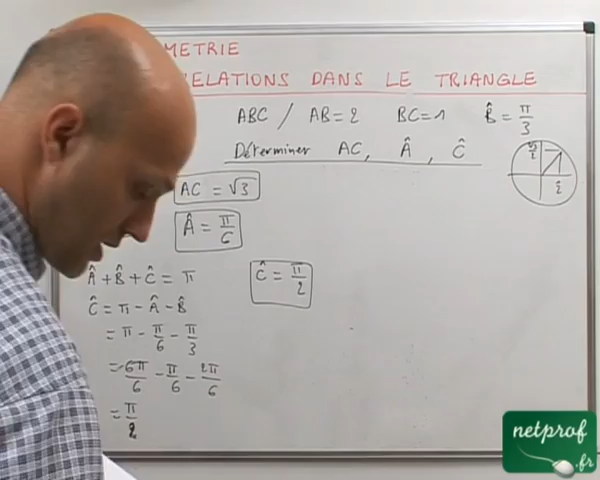 METRIE
RELATIONS DANS LE TRIANGLE
ABC / AB=2 BC=1 B̂ = π/3
Déterminer AC, Â, Ĉ
AC = √3
Â = π/6
Â + B̂ + Ĉ = π
Ĉ = π/2
Ĉ = π - Â - B̂
= π - π/6 - π/3
= 6π/6 - π/6 - 2π/6
= π/2
netprof
.fr